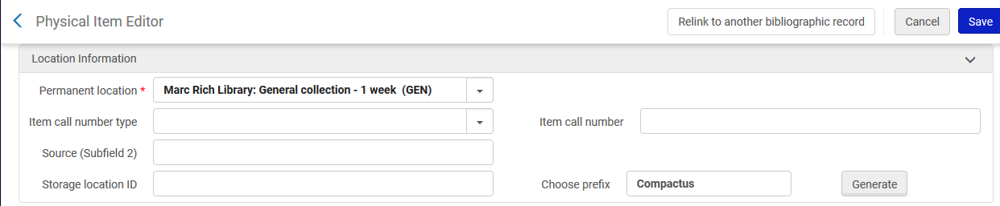 Physical Item Editor Relink to another bibliographic record Cancel Save
Location Information
Permanent location * Marc Rich Library: General collection - 1 week (GEN)
Item call number type Item call number
Source (Subfield 2)
Storage location ID Choose prefix Compactus Generate